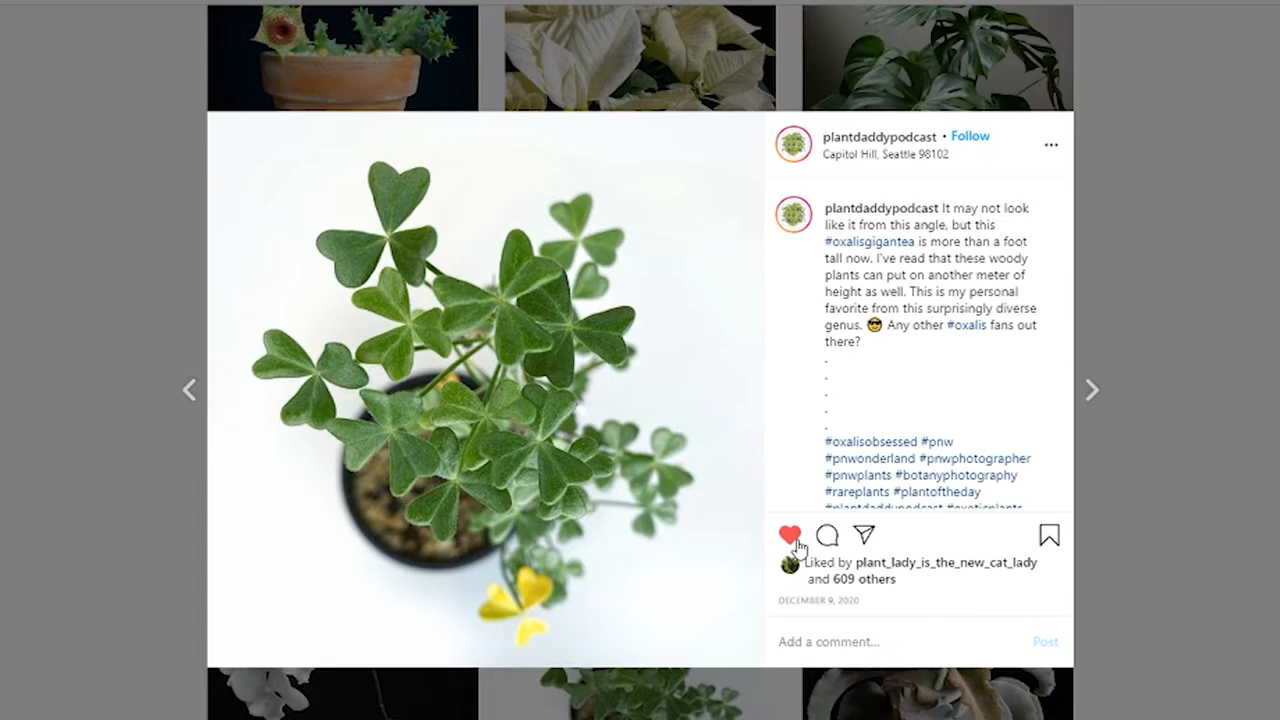 plantdaddypodcast • Follow
Capitol Hill, Seattle 98102
plantdaddypodcast It may not look
like it from this angle, but this
#oxalisgigantea is more than a foot
tall now. I've read that these woody
plants can put on another meter of
height as well. This is my personal
favorite from this surprisingly diverse
genus. 😎 Any other #oxalis fans out
there?
.
.
.
.
.
#oxalisobsessed #pnw
#pnwonderland #pnwphotographer
#pnwplants #botanyphotography
#rareplants #plantoftheday
#plantdaddypodcast #exoticplants
Liked by plant_lady_is_the_new_cat_lady
and 609 others
DECEMBER 9, 2020
Add a comment... Post